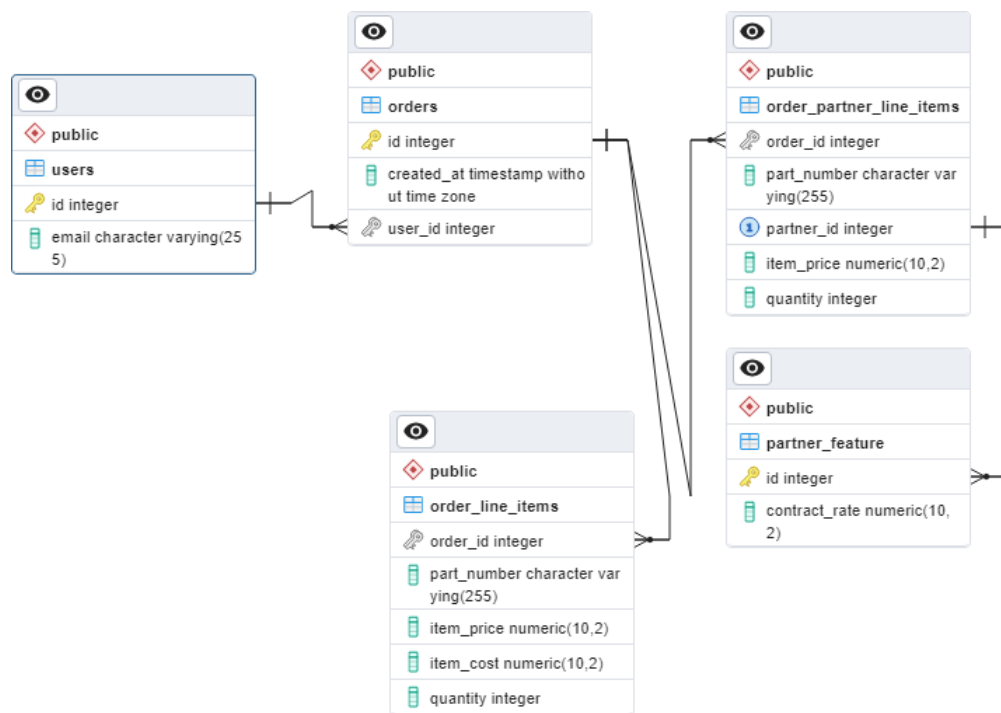 public
users
id integer
email character varying(25
5)
public
orders
id integer
created_at timestamp witho
ut time zone
user_id integer
public
order_partner_line_items
order_id integer
part_number character var
ying(255)
1
partner_id integer
item_price numeric(10,2)
quantity integer
public
order_line_items
order_id integer
part_number character var
ying(255)
item_price numeric(10,2)
item_cost numeric(10,2)
quantity integer
public
partner_feature
id integer
contract_rate numeric(10,
2)